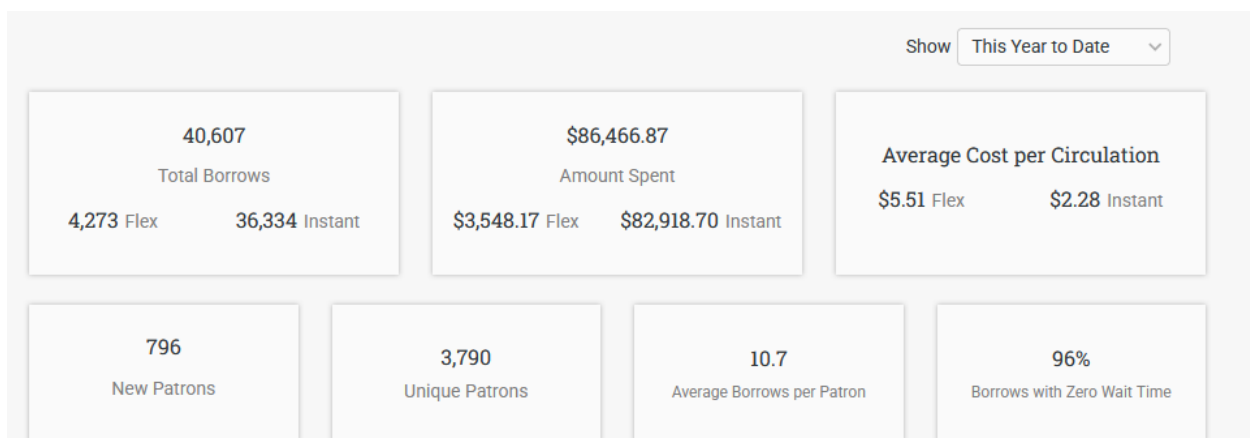 Show This Year to Date
40,607
Total Borrows
4,273 Flex 36,334 Instant
$86,466.87
Amount Spent
$3,548.17 Flex $82,918.70 Instant
Average Cost per Circulation
$5.51 Flex $2.28 Instant
796
New Patrons
3,790
Unique Patrons
10.7
Average Borrows per Patron
96%
Borrows with Zero Wait Time